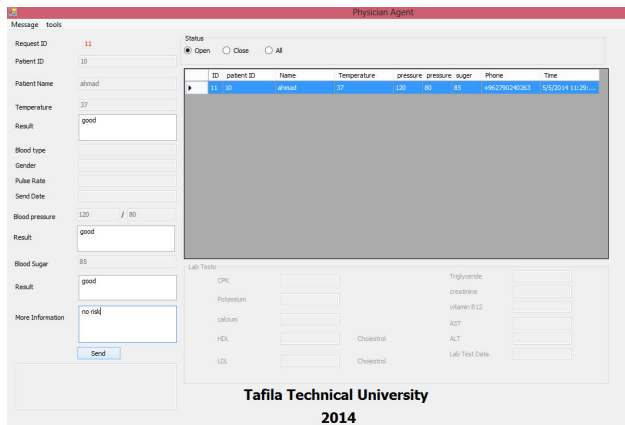 Physician Agent
Message tools
Request ID 11
Patient ID 10
Patient Name ahmad
Temperature 37
Result good
Blood type
Gender
Pulse Rate
Send Date
Blood pressure 120 / 80
Result good
Blood Sugar 85
Result good
More Information no risk
Send
Status
Open Close All
ID patient ID Name Temperature pressure pressure suger Phone Time
11 10 ahmad 37 120 80 85 +962790240263 5/5/2014 11:29:...
Lab Tests
CPK Triglyceride
Potassium creatinine
vitamin B12
calcium AST
HDL Cholestrol ALT
LDL Cholestrol Lab Test Date
Tafila Technical University
2014